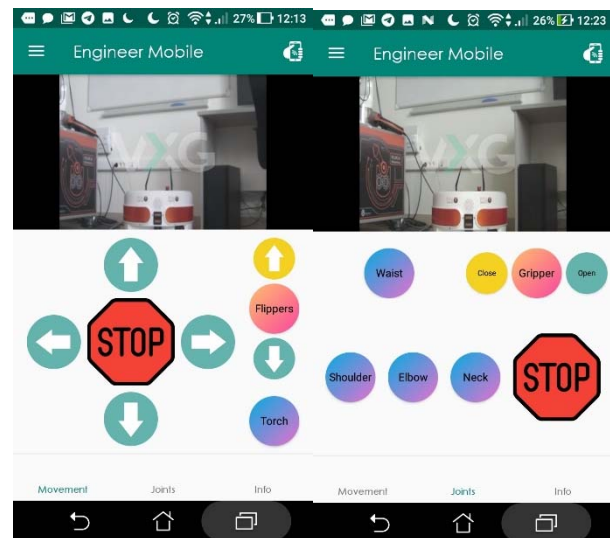 27% 12:13
Engineer Mobile
VXG
STOP
Flippers
Torch
Movement Joints Info
26% 12:23
Engineer Mobile
VXG
Waist Close Gripper Open
Shoulder Elbow Neck STOP
Movement Joints Info